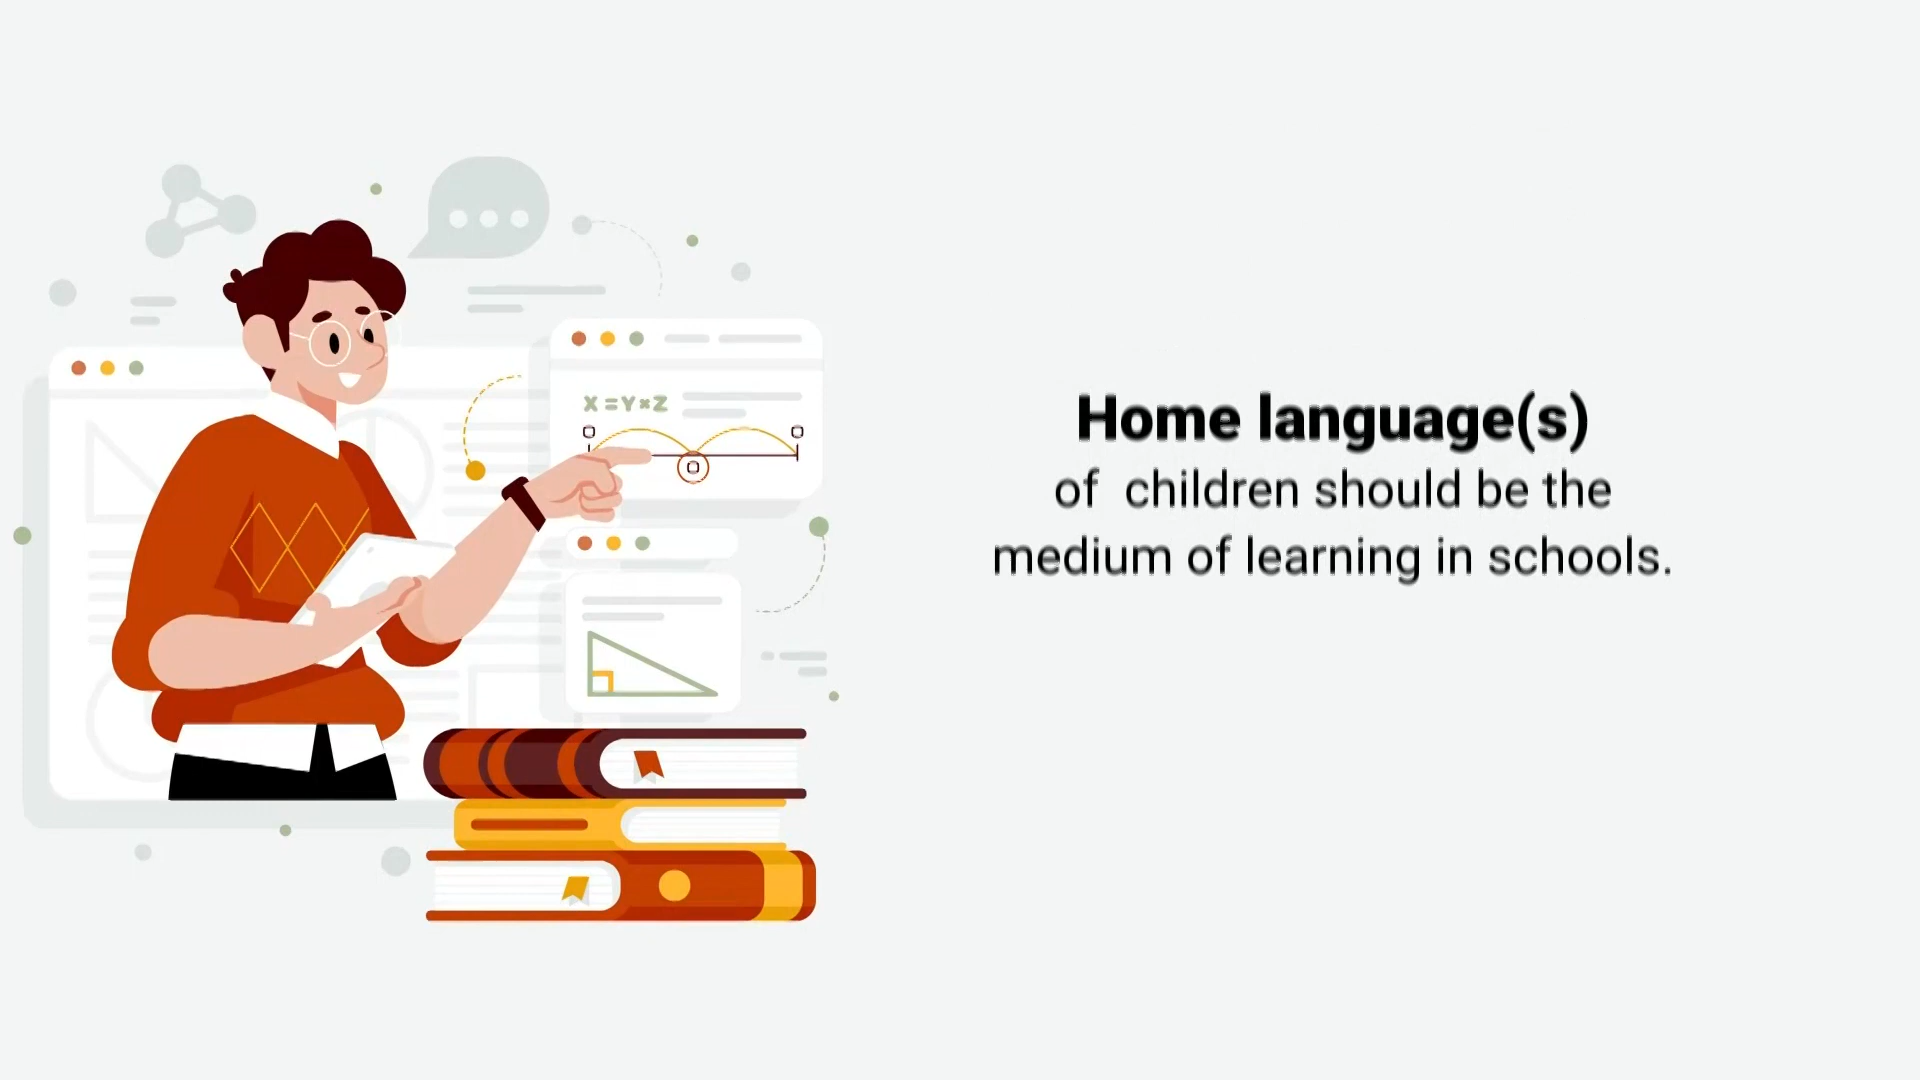 X=Y×Z
Home language(s)
of children should be the
medium of learning in schools.